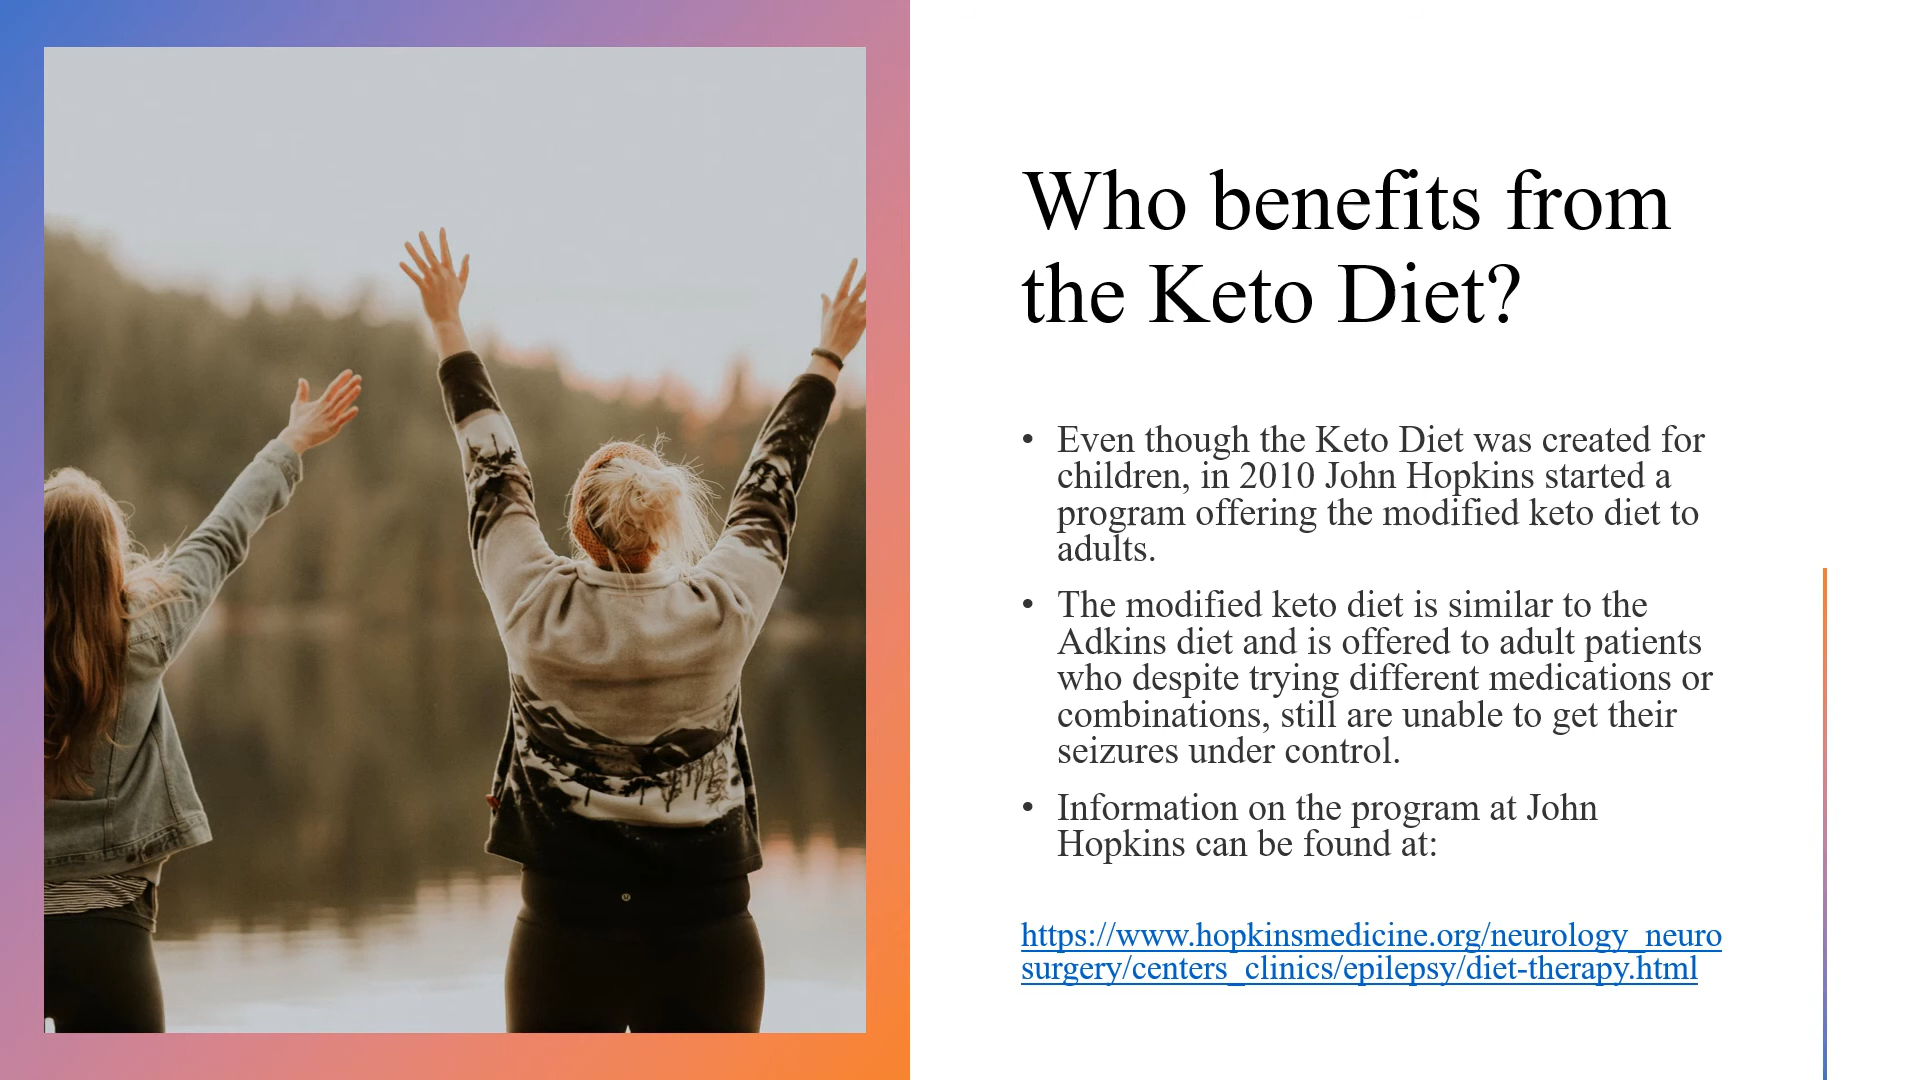 Who benefits from
the Keto Diet?
• Even though the Keto Diet was created for
children, in 2010 John Hopkins started a
program offering the modified keto diet to
adults.
• The modified keto diet is similar to the
Adkins diet and is offered to adult patients
who despite trying different medications or
combinations, still are unable to get their
seizures under control.
• Information on the program at John
Hopkins can be found at:
https://www.hopkinsmedicine.org/neurology_neuro
surgery/centers_clinics/epilepsy/diet-therapy.html